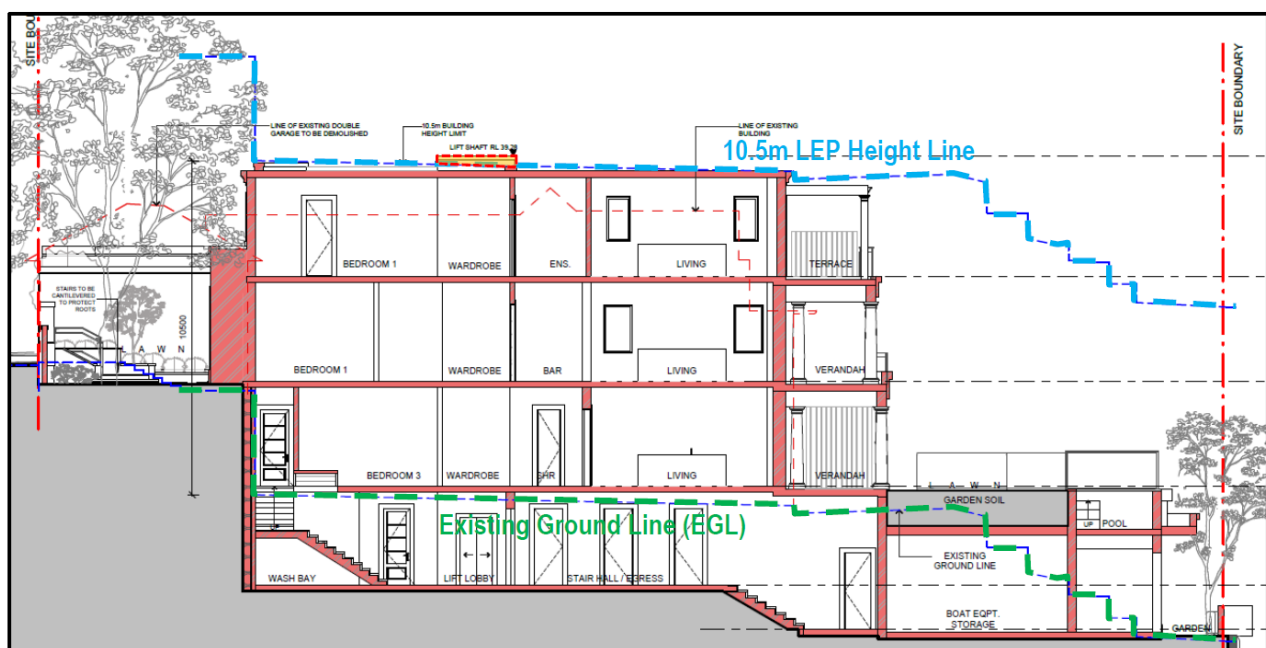 SITE BOU
SITE BOUNDARY
LINE OF EXISTING DOUBLE
GARAGE TO BE DEMOLISHED
10.5m BUILDING
HEIGHT LIMIT
LIFT SHAFT RL 39.28
LINE OF EXISTING
BUILDING
10.5m LEP Height Line
BEDROOM 1
WARDROBE
ENS.
LIVING
TERRACE
STAIRS TO BE
CANTILEVERED
TO PROTECT
ROOTS
L A W N
10500
BEDROOM 1
WARDROBE
BAR
LIVING
VERANDAH
BEDROOM 3
WARDROBE
SHR
LIVING
VERANDAH
L A W N
GARDEN SOIL
UP
Existing Ground Line (EGL)
UP
POOL
EXISTING
GROUND LINE
WASH BAY
LIFT LOBBY
STAIR HALL / EGRESS
BOAT EQPT.
STORAGE
GARDEN